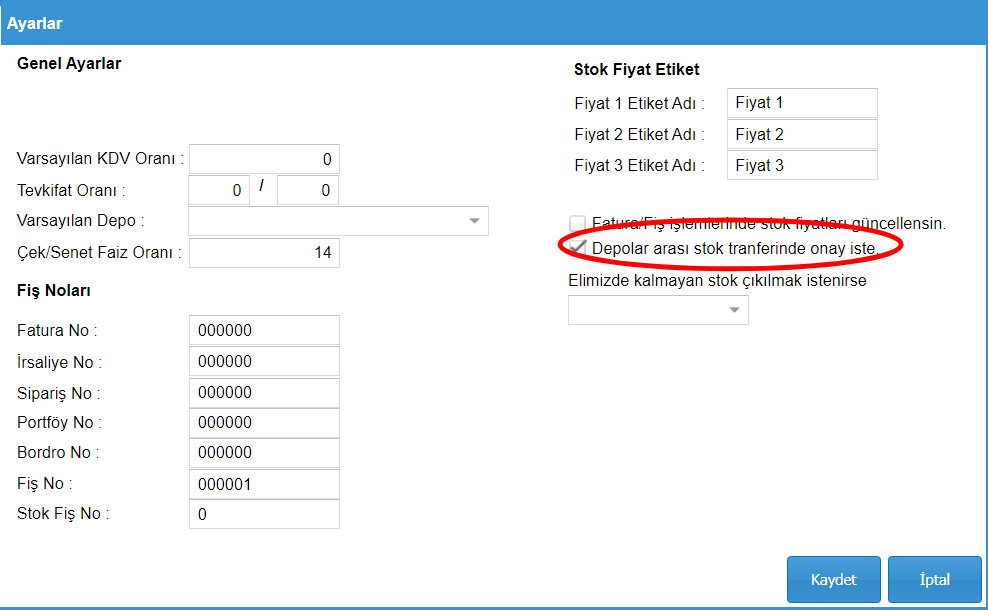 Ayarlar
Genel Ayarlar
Varsayılan KDV Oranı : 0
Tevkifat Oranı : 0 / 0
Varsayılan Depo :
Çek/Senet Faiz Oranı : 14
Fiş Noları
Fatura No : 000000
İrsaliye No : 000000
Sipariş No : 000000
Portföy No : 000000
Bordro No : 000000
Fiş No : 000001
Stok Fiş No : 0
Stok Fiyat Etiket
Fiyat 1 Etiket Adı : Fiyat 1
Fiyat 2 Etiket Adı : Fiyat 2
Fiyat 3 Etiket Adı : Fiyat 3
Fatura/Fiş işlemlerinde stok fiyatları güncellensin.
Depolar arası stok tranferinde onay iste.
Elimizde kalmayan stok çıkılmak istenirse
Kaydet İptal